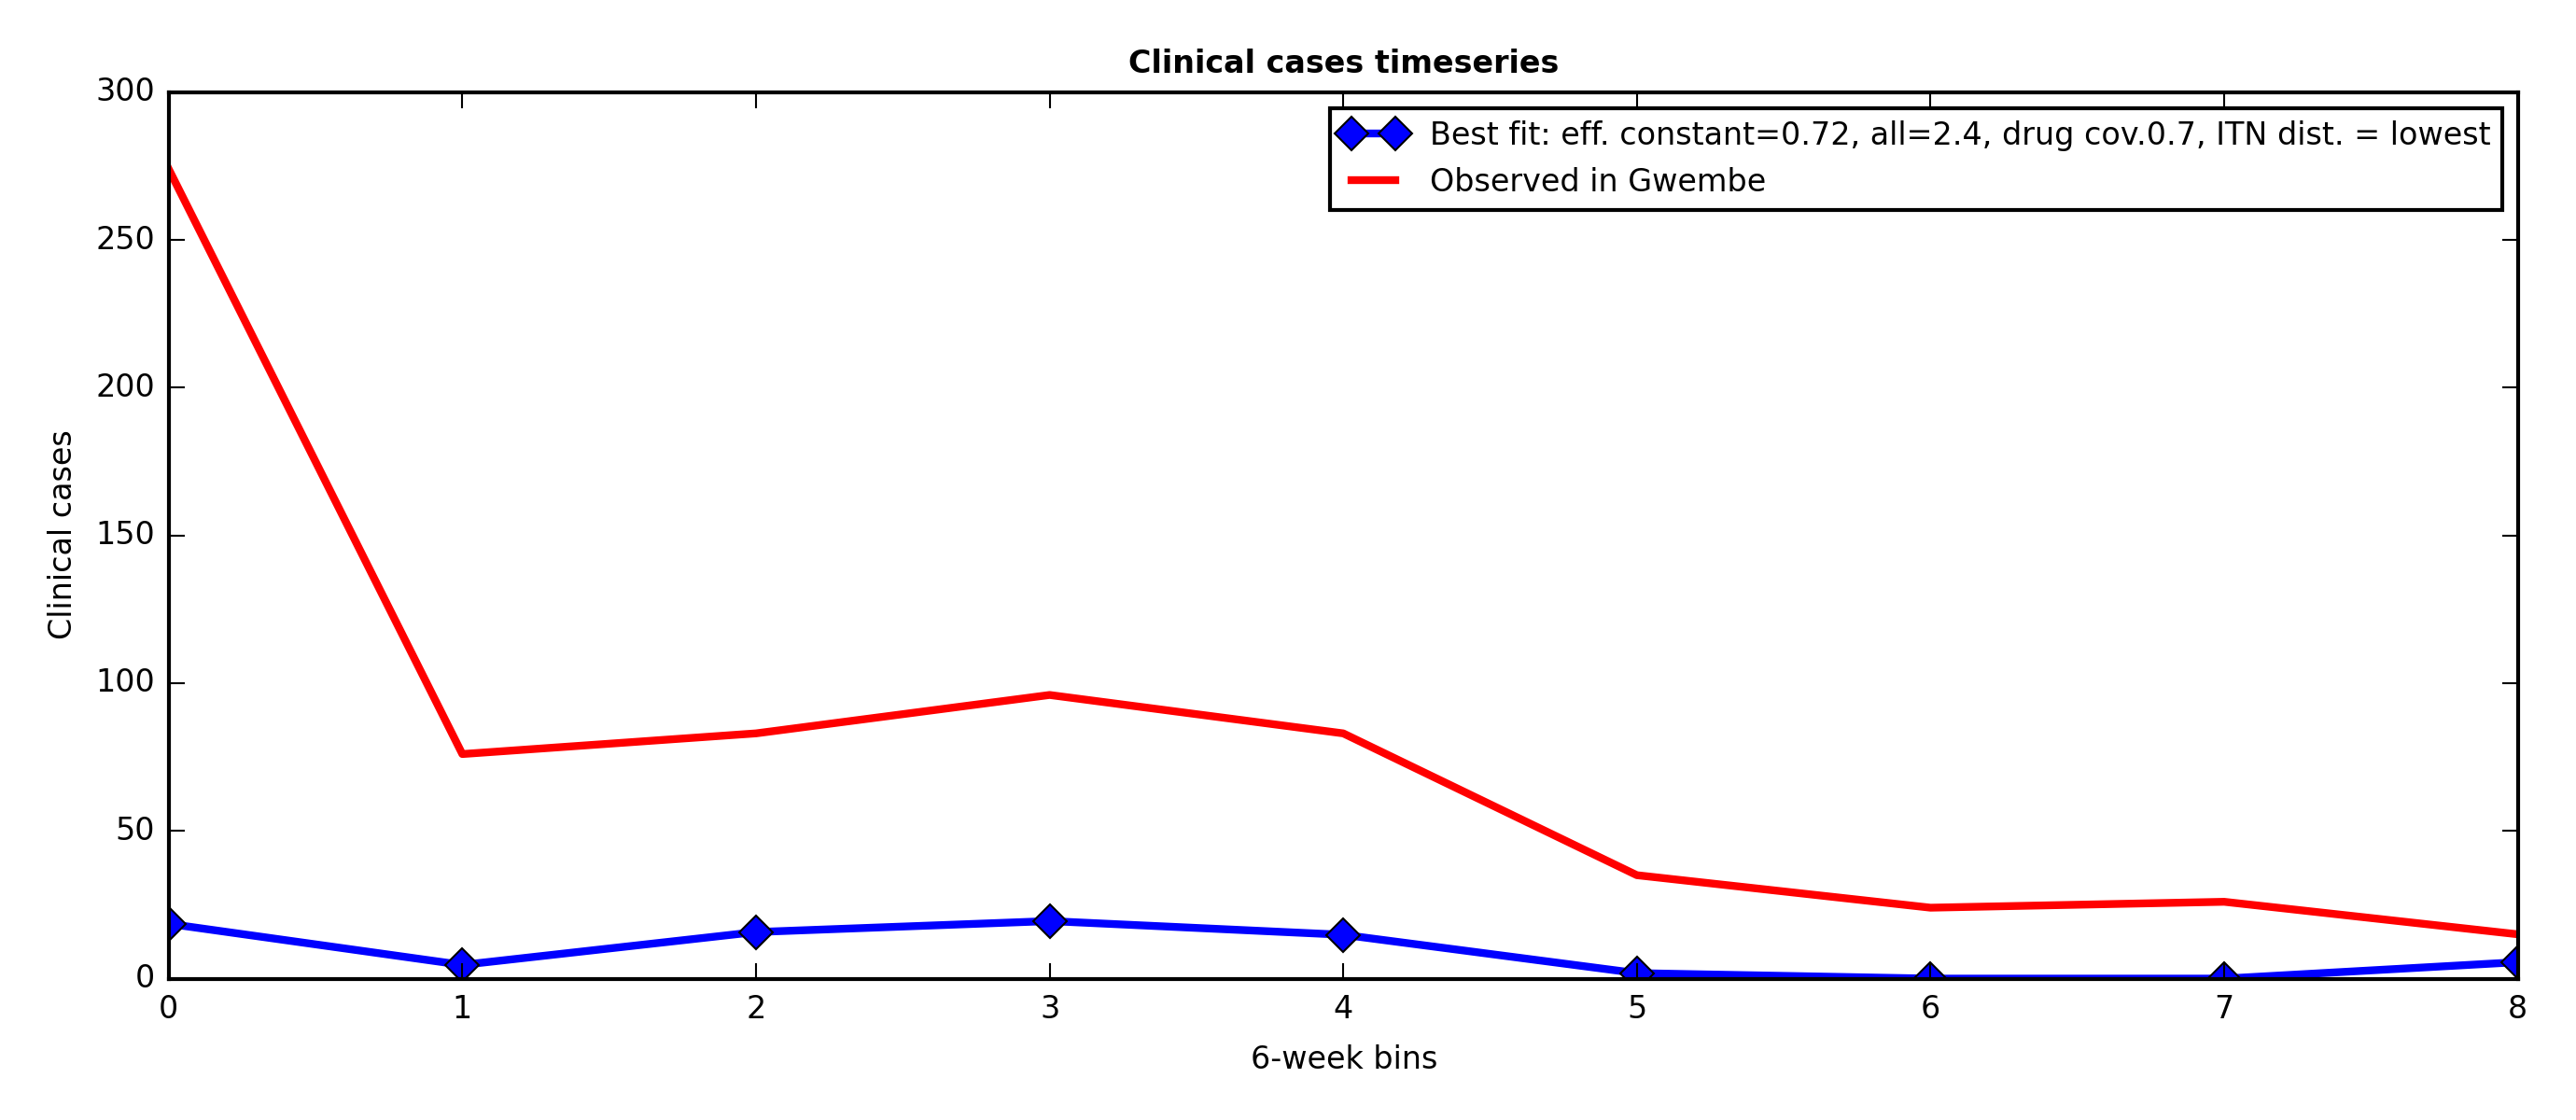 Clinical cases timeseries
300
250
200
150
100
50
0
Clinical cases
Best fit: eff. constant=0.72, all=2.4, drug cov.0.7, ITN dist. = lowest
Observed in Gwembe
0 1 2 3 4 5 6 7 8
6-week bins